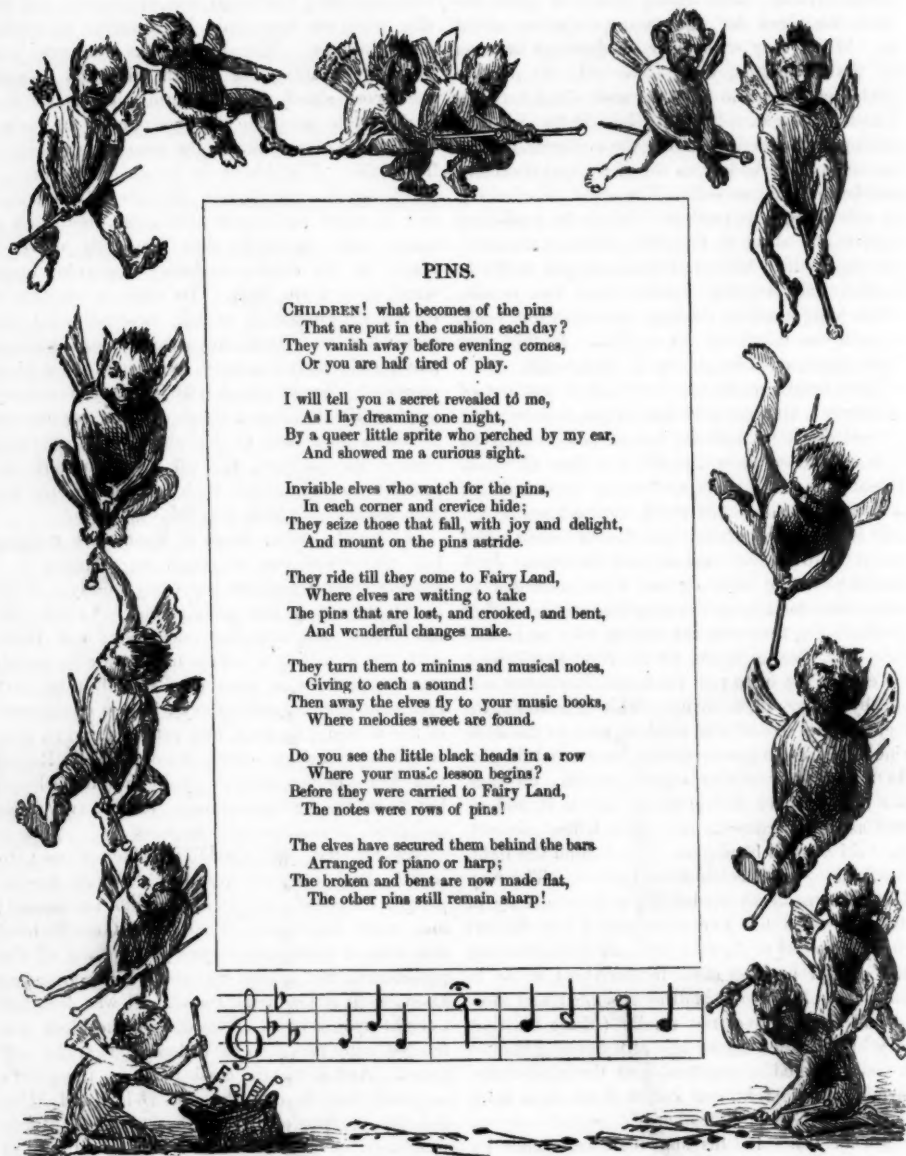 PINS.
CHILDREN! what becomes of the pins
That are put in the cushion each day?
They vanish away before evening comes,
Or you are half tired of play.
I will tell you a secret revealed to me,
As I lay dreaming one night,
By a queer little sprite who perched by my ear,
And showed me a curious sight.
Invisible elves who watch for the pins,
In each corner and crevice hide;
They seize those that fall, with joy and delight,
And mount on the pins astride.
They ride till they come to Fairy Land,
Where elves are waiting to take
The pins that are lost, and crooked, and bent,
And wonderful changes make.
They turn them to minims and musical notes,
Giving to each a sound!
Then away the elves fly to your music books,
Where melodies sweet are found.
Do you see the little black heads in a row
Where your music lesson begins?
Before they were carried to Fairy Land,
The notes were rows of pins!
The elves have secured them behind the bars
Arranged for piano or harp;
The broken and bent are now made flat,
The other pins still remain sharp!